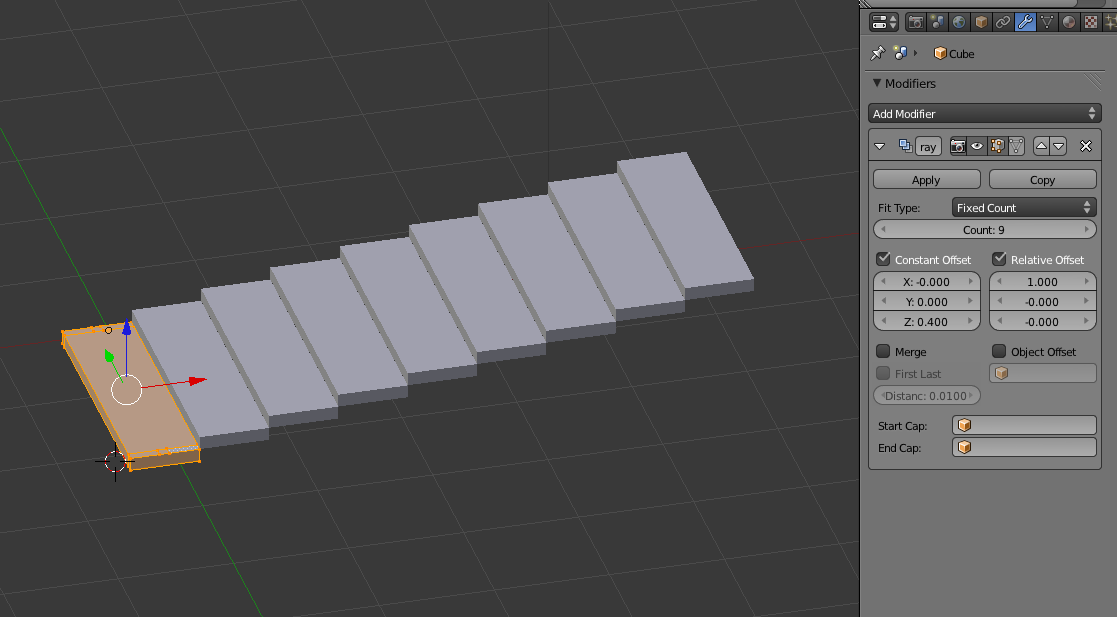 Cube
Modifiers
Add Modifier
ray
Apply Copy
Fit Type: Fixed Count
Count: 9
Constant Offset Relative Offset
X: -0.000 1.000
Y: 0.000 -0.000
Z: 0.400 -0.000
Merge Object Offset
First Last
Distanc: 0.0100
Start Cap:
End Cap: